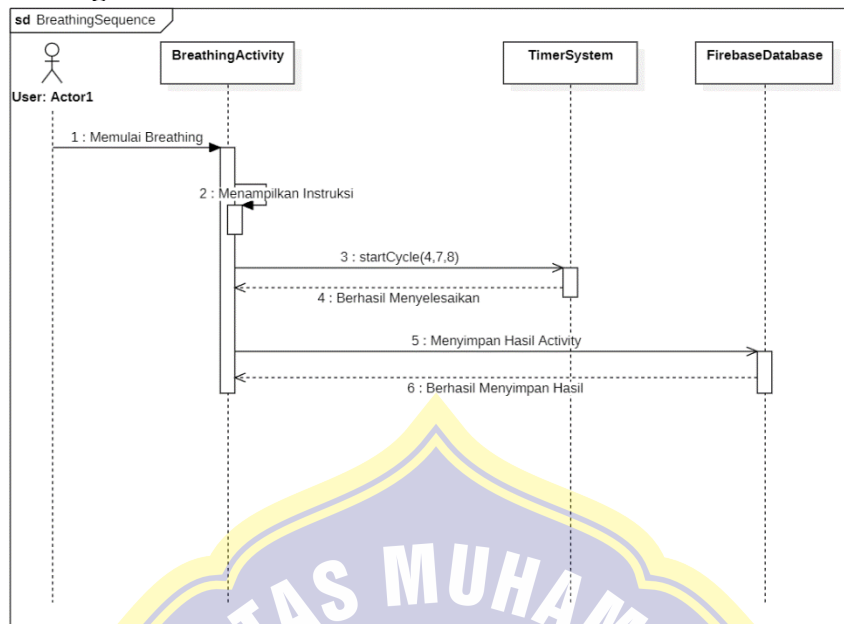 sd BreathingSequence
BreathingActivity
TimerSystem
FirebaseDatabase
User: Actor1
1 : Memulai Breathing
2 : Menampilkan Instruksi
3 : startCycle(4,7,8)
4 : Berhasil Menyelesaikan
5 : Menyimpan Hasil Activity
6 : Berhasil Menyimpan Hasil
TAS MUHAM